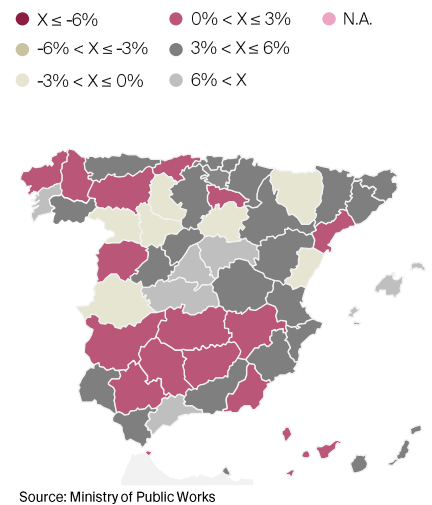 X ≤ -6% 0% < X ≤ 3% N.A.
-6% < X ≤ -3% 3% < X ≤ 6%
-3% < X ≤ 0% 6% < X
Source: Ministry of Public Works